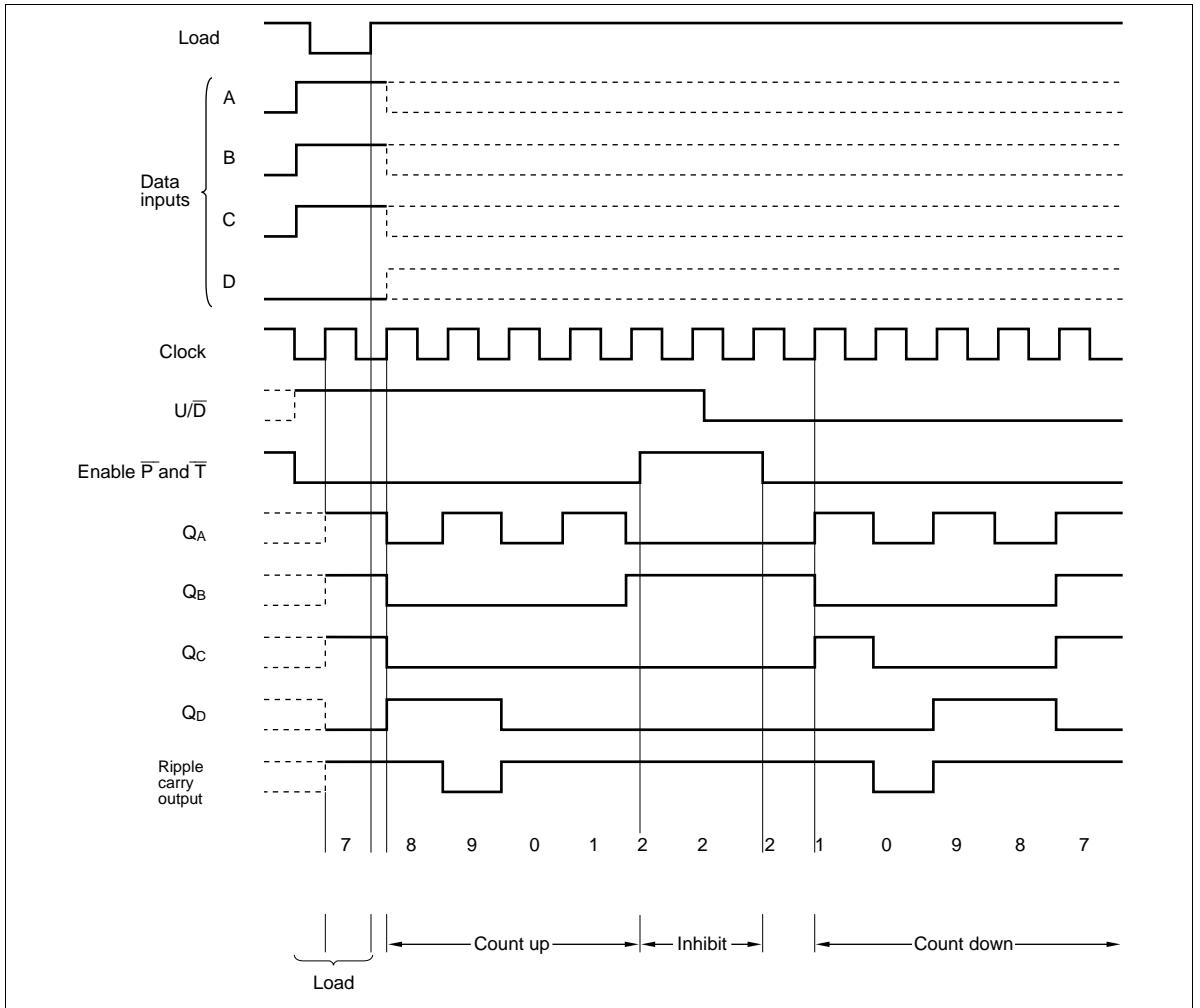 Load
A
B
Data
inputs
C
D
Clock
U/D̅
Enable P̅ and T̅
QA
QB
QC
QD
Ripple
carry
output
7 8 9 0 1 2 2 2 1 0 9 8 7
Count up Inhibit Count down
Load